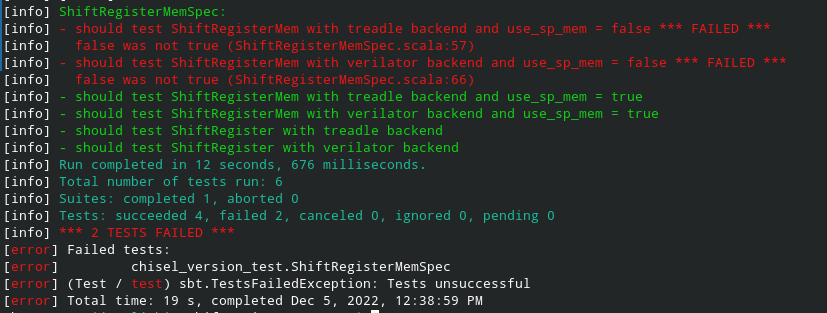 [info] ShiftRegisterMemSpec:
[info] - should test ShiftRegisterMem with treadle backend and use_sp_mem = false *** FAILED ***
[info]   false was not true (ShiftRegisterMemSpec.scala:57)
[info] - should test ShiftRegisterMem with verilator backend and use_sp_mem = false *** FAILED ***
[info]   false was not true (ShiftRegisterMemSpec.scala:66)
[info] - should test ShiftRegisterMem with treadle backend and use_sp_mem = true
[info] - should test ShiftRegisterMem with verilator backend and use_sp_mem = true
[info] - should test ShiftRegister with treadle backend
[info] - should test ShiftRegister with verilator backend
[info] Run completed in 12 seconds, 676 milliseconds.
[info] Total number of tests run: 6
[info] Suites: completed 1, aborted 0
[info] Tests: succeeded 4, failed 2, canceled 0, ignored 0, pending 0
[info] *** 2 TESTS FAILED ***
[error] Failed tests:
[error]         chisel_version_test.ShiftRegisterMemSpec
[error] (Test / test) sbt.TestsFailedException: Tests unsuccessful
[error] Total time: 19 s, completed Dec 5, 2022, 12:38:59 PM